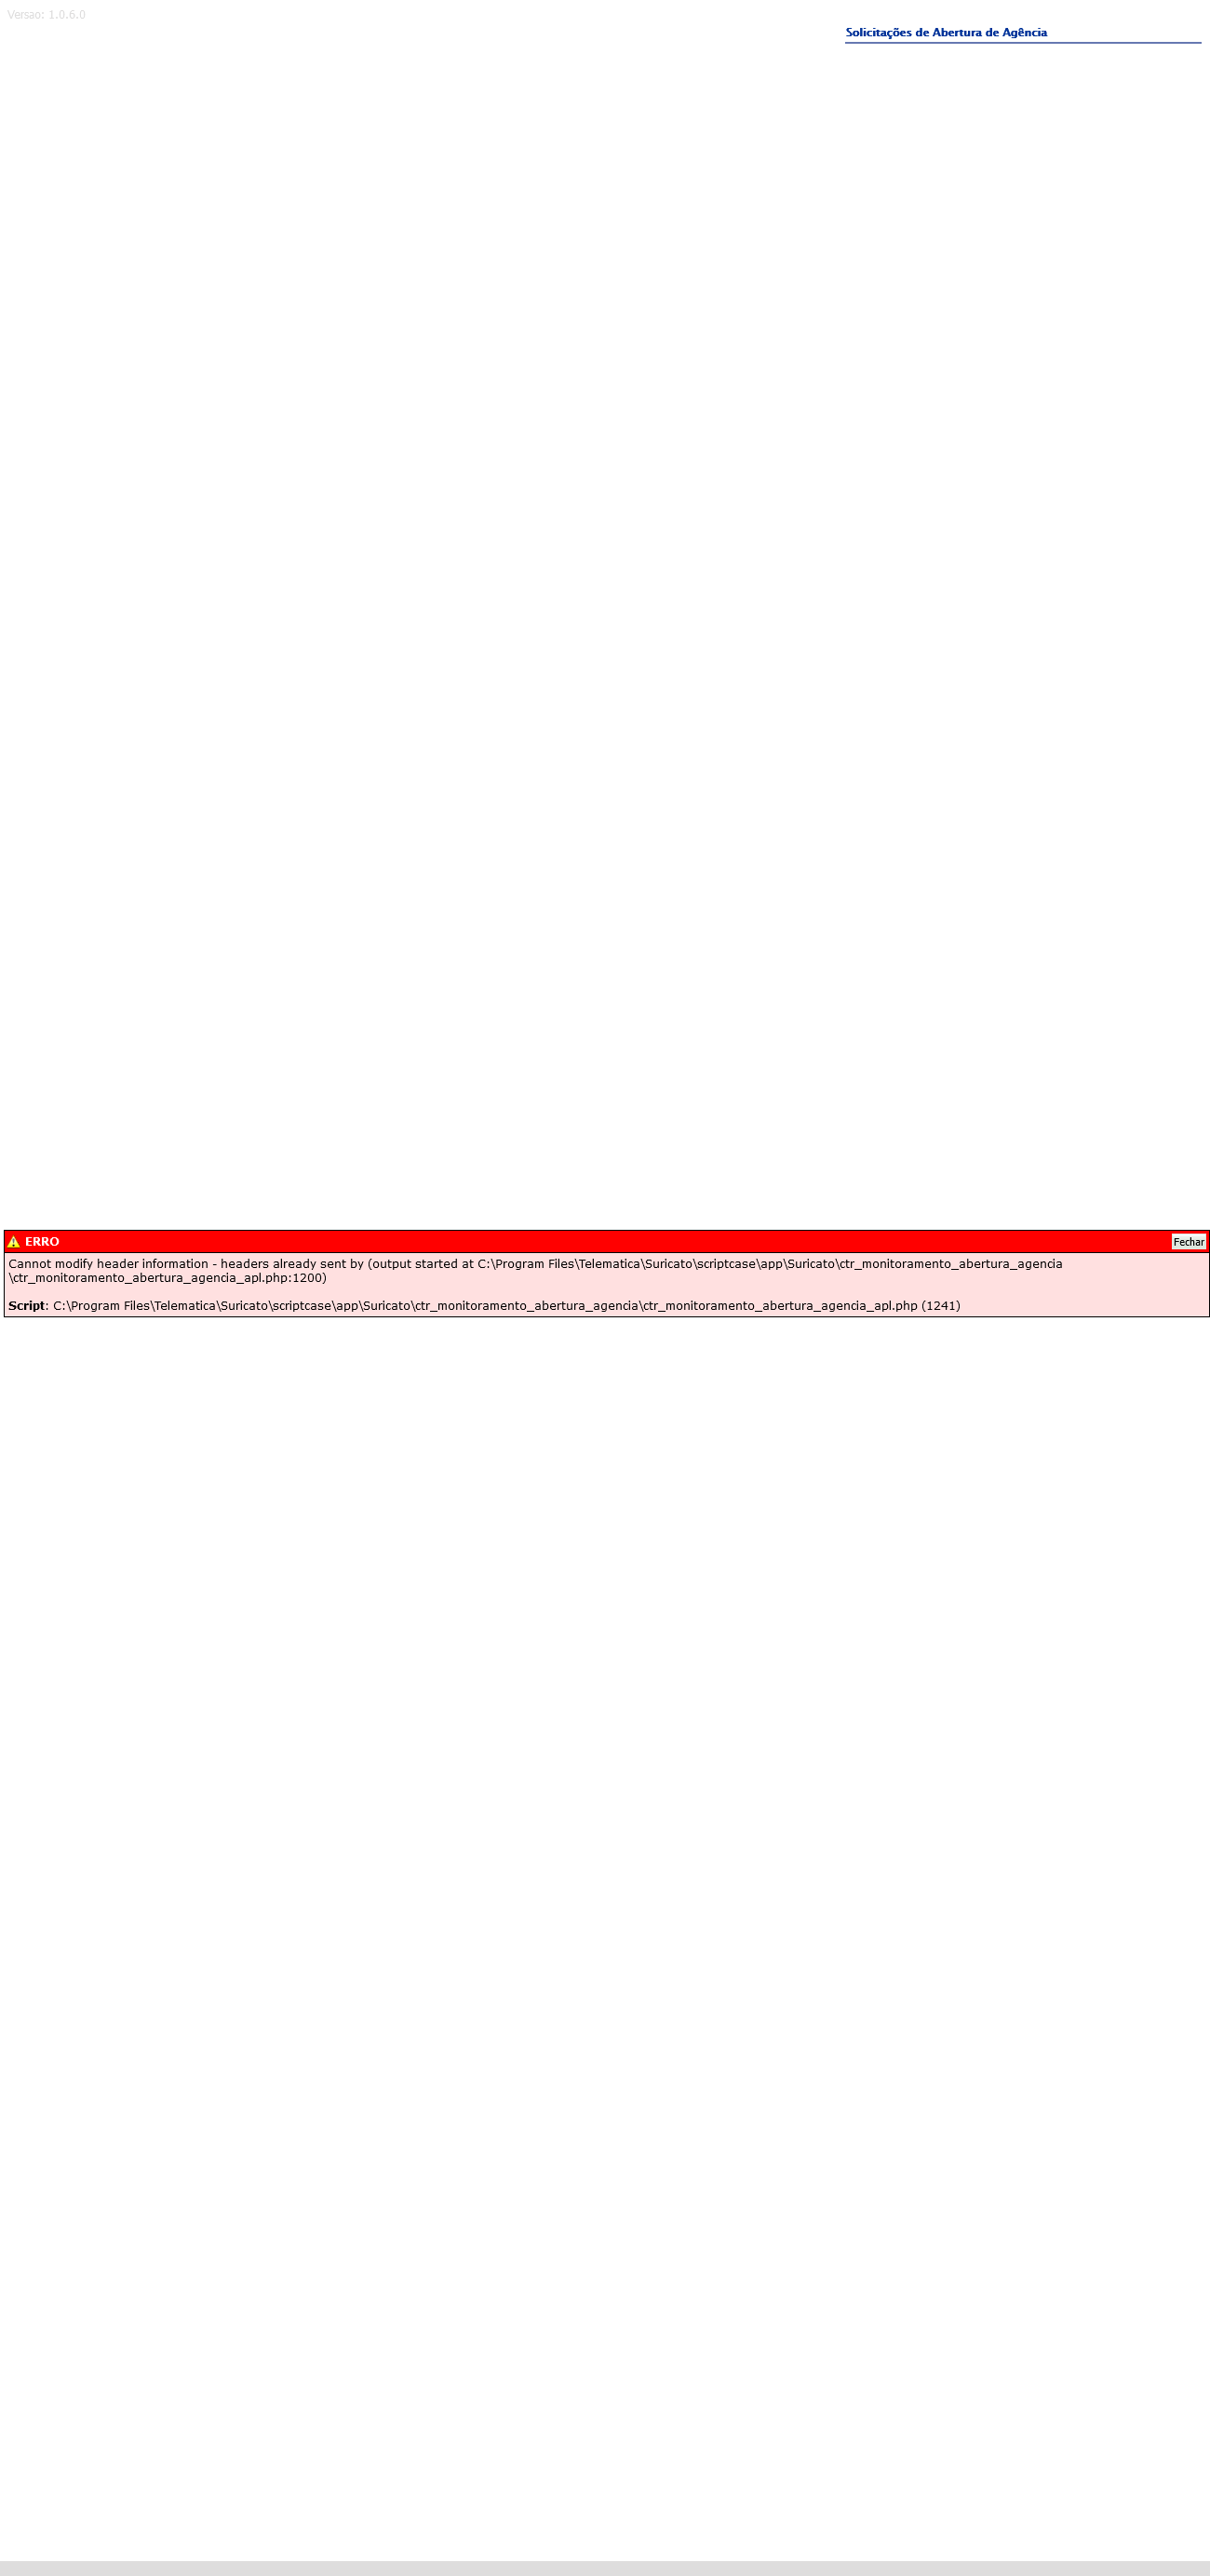 Versao: 1.0.6.0
Solicitações de Abertura de Agência
ERRO
Fechar
Cannot modify header information - headers already sent by (output started at C:\Program Files\Telematica\Suricato\scriptcase\app\Suricato\ctr_monitoramento_abertura_agencia
\ctr_monitoramento_abertura_agencia_apl.php:1200)
Script: C:\Program Files\Telematica\Suricato\scriptcase\app\Suricato\ctr_monitoramento_abertura_agencia\ctr_monitoramento_abertura_agencia_apl.php (1241)